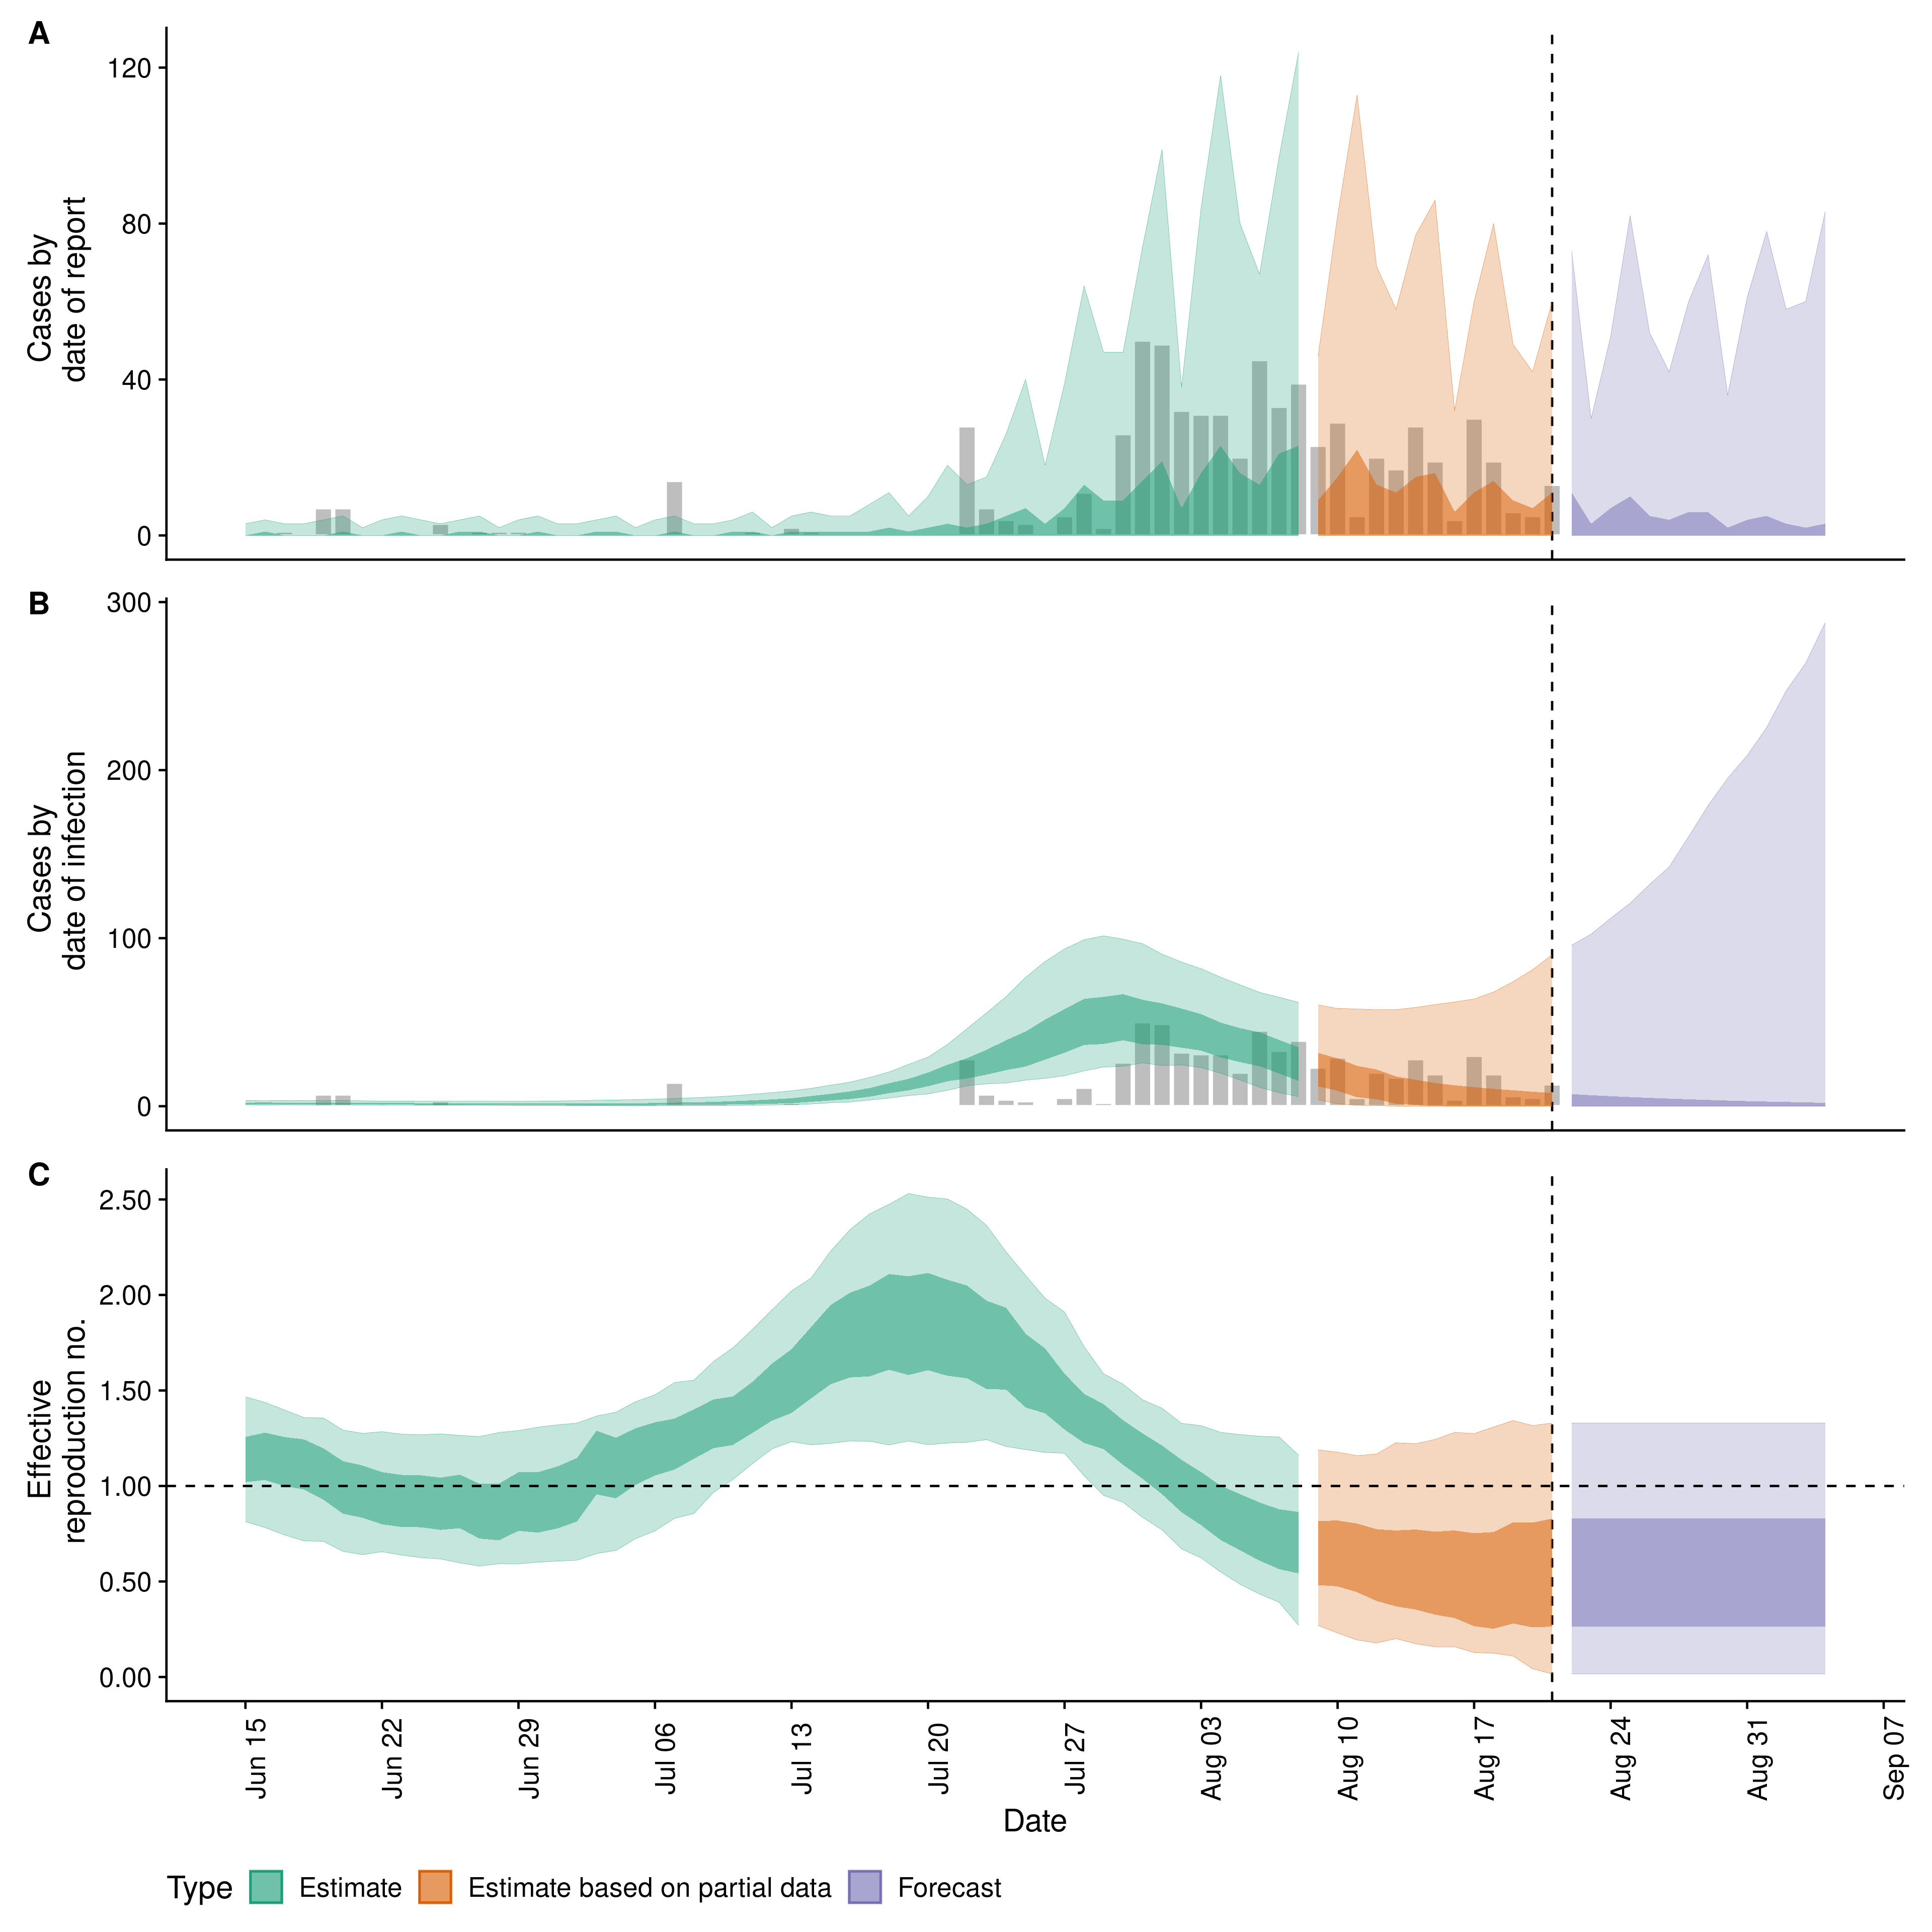 A
Cases by
date of report
120
80
40
0
B
Cases by
date of infection
300
200
100
0
C
Effective
reproduction no.
2.50
2.00
1.50
1.00
0.50
0.00
Jun 15
Jun 22
Jun 29
Jul 06
Jul 13
Jul 20
Jul 27
Aug 03
Aug 10
Aug 17
Aug 24
Aug 31
Sep 07
Date
Type Estimate Estimate based on partial data Forecast